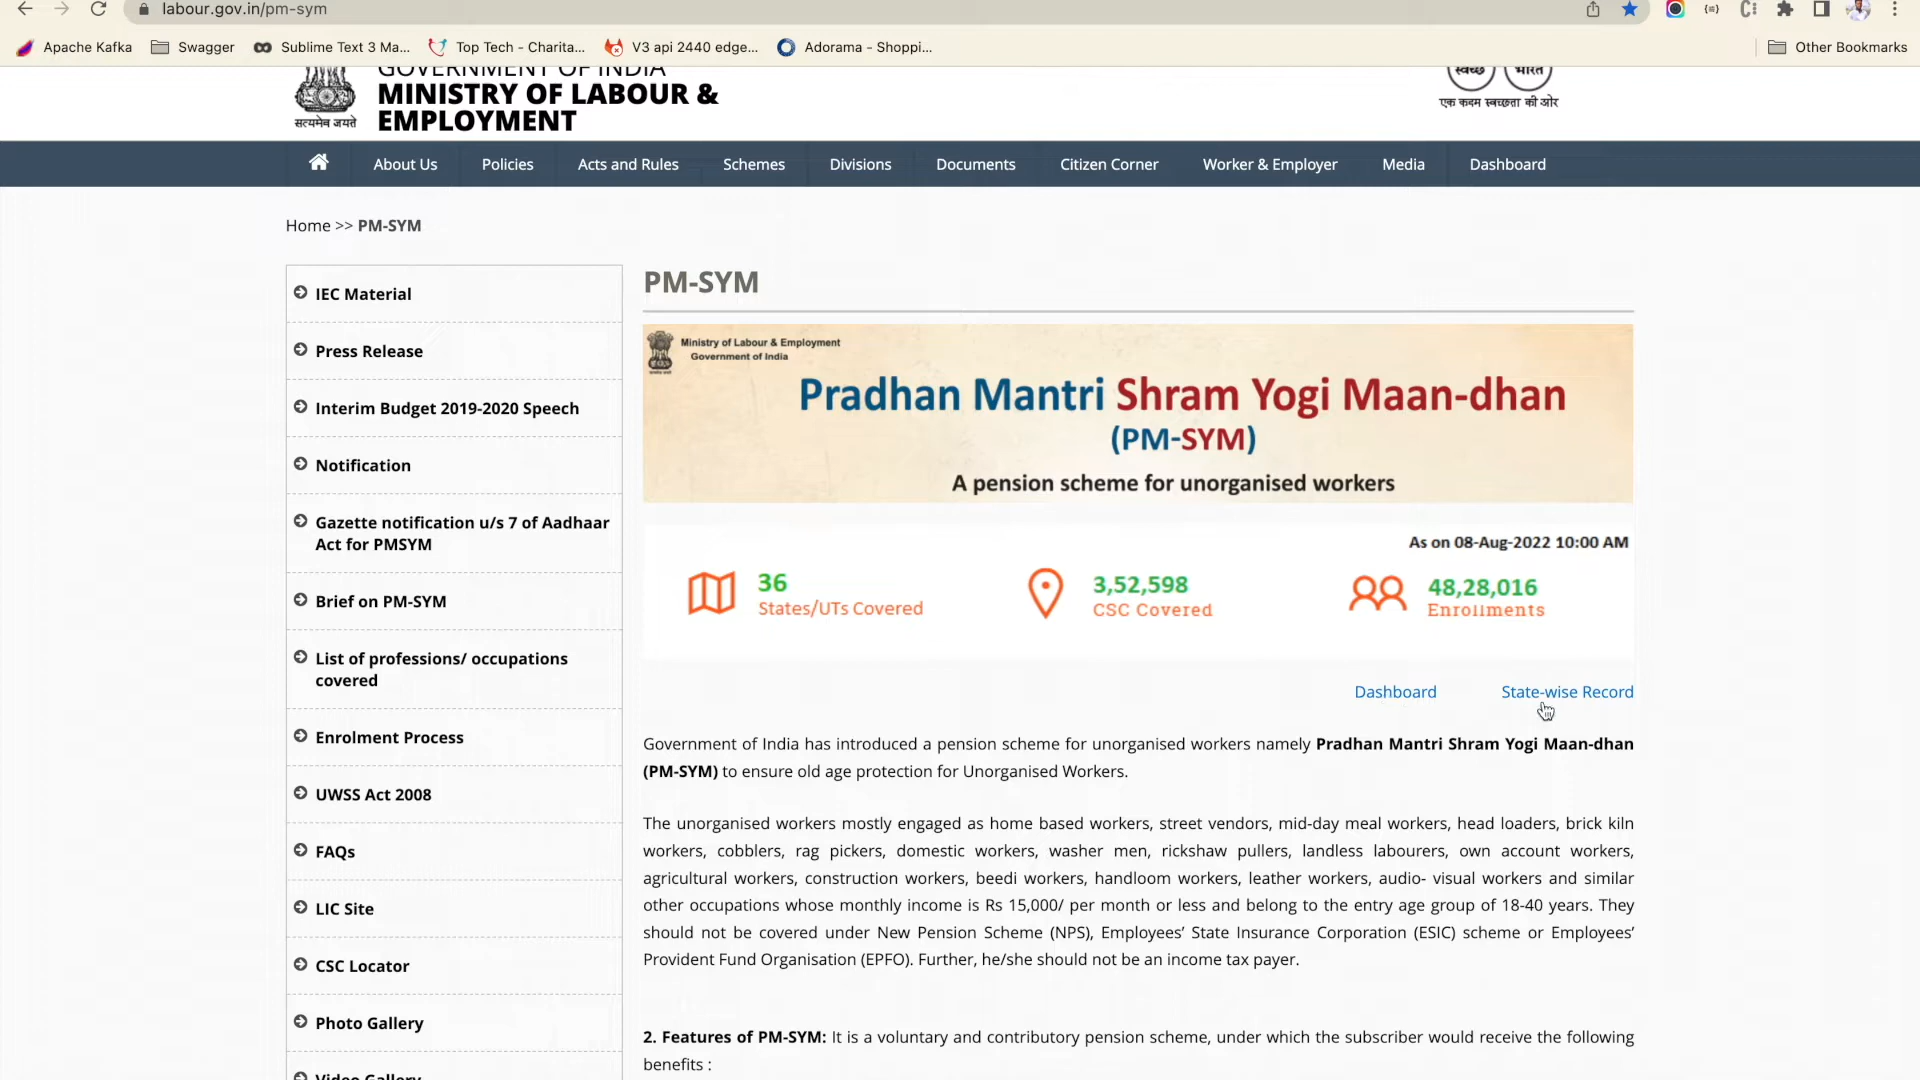 labour.gov.in/pm-sym
Apache Kafka Swagger Sublime Text 3 Ma... Top Tech - Charita... V3 api 2440 edge... Adorama - Shoppi... Other Bookmarks
GOVERNMENT OF INDIA
MINISTRY OF LABOUR &
EMPLOYMENT
सत्यमेव जयते
स्वच्छ भारत
एक कदम स्वच्छता की ओर
About Us Policies Acts and Rules Schemes Divisions Documents Citizen Corner Worker & Employer Media Dashboard
Home >> PM-SYM
IEC Material
Press Release
Interim Budget 2019-2020 Speech
Notification
Gazette notification u/s 7 of Aadhaar
Act for PMSYM
Brief on PM-SYM
List of professions/ occupations
covered
Enrolment Process
UWSS Act 2008
FAQs
LIC Site
CSC Locator
Photo Gallery
Video Gallery
PM-SYM
Ministry of Labour & Employment
Government of India
Pradhan Mantri Shram Yogi Maan-dhan
(PM-SYM)
A pension scheme for unorganised workers
As on 08-Aug-2022 10:00 AM
36
States/UTs Covered
3,52,598
CSC Covered
48,28,016
Enrollments
Dashboard State-wise Record
Government of India has introduced a pension scheme for unorganised workers namely Pradhan Mantri Shram Yogi Maan-dhan
(PM-SYM) to ensure old age protection for Unorganised Workers.
The unorganised workers mostly engaged as home based workers, street vendors, mid-day meal workers, head loaders, brick kiln
workers, cobblers, rag pickers, domestic workers, washer men, rickshaw pullers, landless labourers, own account workers,
agricultural workers, construction workers, beedi workers, handloom workers, leather workers, audio- visual workers and similar
other occupations whose monthly income is Rs 15,000/ per month or less and belong to the entry age group of 18-40 years. They
should not be covered under New Pension Scheme (NPS), Employees’ State Insurance Corporation (ESIC) scheme or Employees’
Provident Fund Organisation (EPFO). Further, he/she should not be an income tax payer.
2. Features of PM-SYM: It is a voluntary and contributory pension scheme, under which the subscriber would receive the following
benefits :